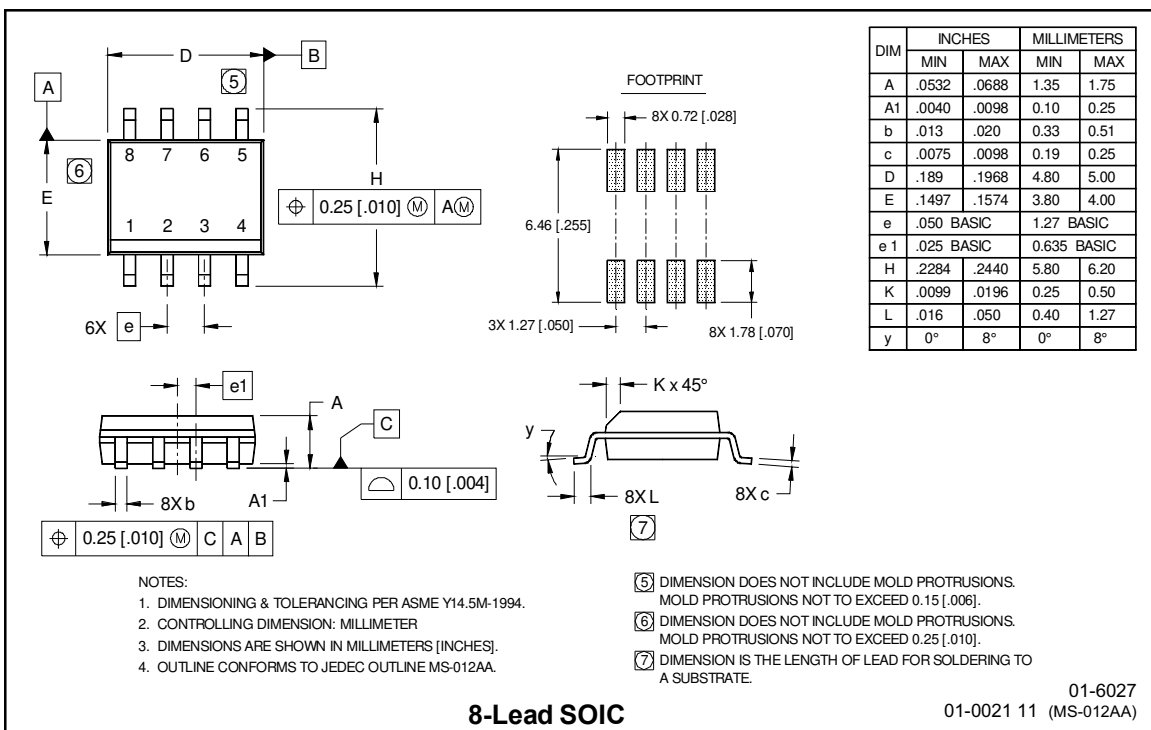 D
B
5
A
8 7 6 5
6
E
H
⌖ 0.25 [.010] Ⓜ AⓂ
1 2 3 4
6X e
FOOTPRINT
8X 0.72 [.028]
6.46 [.255]
3X 1.27 [.050]
8X 1.78 [.070]
DIM INCHES MILLIMETERS
MIN MAX MIN MAX
A .0532 .0688 1.35 1.75
A1 .0040 .0098 0.10 0.25
b .013 .020 0.33 0.51
c .0075 .0098 0.19 0.25
D .189 .1968 4.80 5.00
E .1497 .1574 3.80 4.00
e .050 BASIC 1.27 BASIC
e 1 .025 BASIC 0.635 BASIC
H .2284 .2440 5.80 6.20
K .0099 .0196 0.25 0.50
L .016 .050 0.40 1.27
y 0° 8° 0° 8°
e1
A
C
⌓ 0.10 [.004]
8X b
A1
⌖ 0.25 [.010] Ⓜ C A B
K x 45°
y
8X L
8X c
7
NOTES:
1. DIMENSIONING & TOLERANCING PER ASME Y14.5M-1994.
2. CONTROLLING DIMENSION: MILLIMETER
3. DIMENSIONS ARE SHOWN IN MILLIMETERS [INCHES].
4. OUTLINE CONFORMS TO JEDEC OUTLINE MS-012AA.
5 DIMENSION DOES NOT INCLUDE MOLD PROTRUSIONS.
MOLD PROTRUSIONS NOT TO EXCEED 0.15 [.006].
6 DIMENSION DOES NOT INCLUDE MOLD PROTRUSIONS.
MOLD PROTRUSIONS NOT TO EXCEED 0.25 [.010].
7 DIMENSION IS THE LENGTH OF LEAD FOR SOLDERING TO
A SUBSTRATE.
8-Lead SOIC
01-6027
01-0021 11 (MS-012AA)